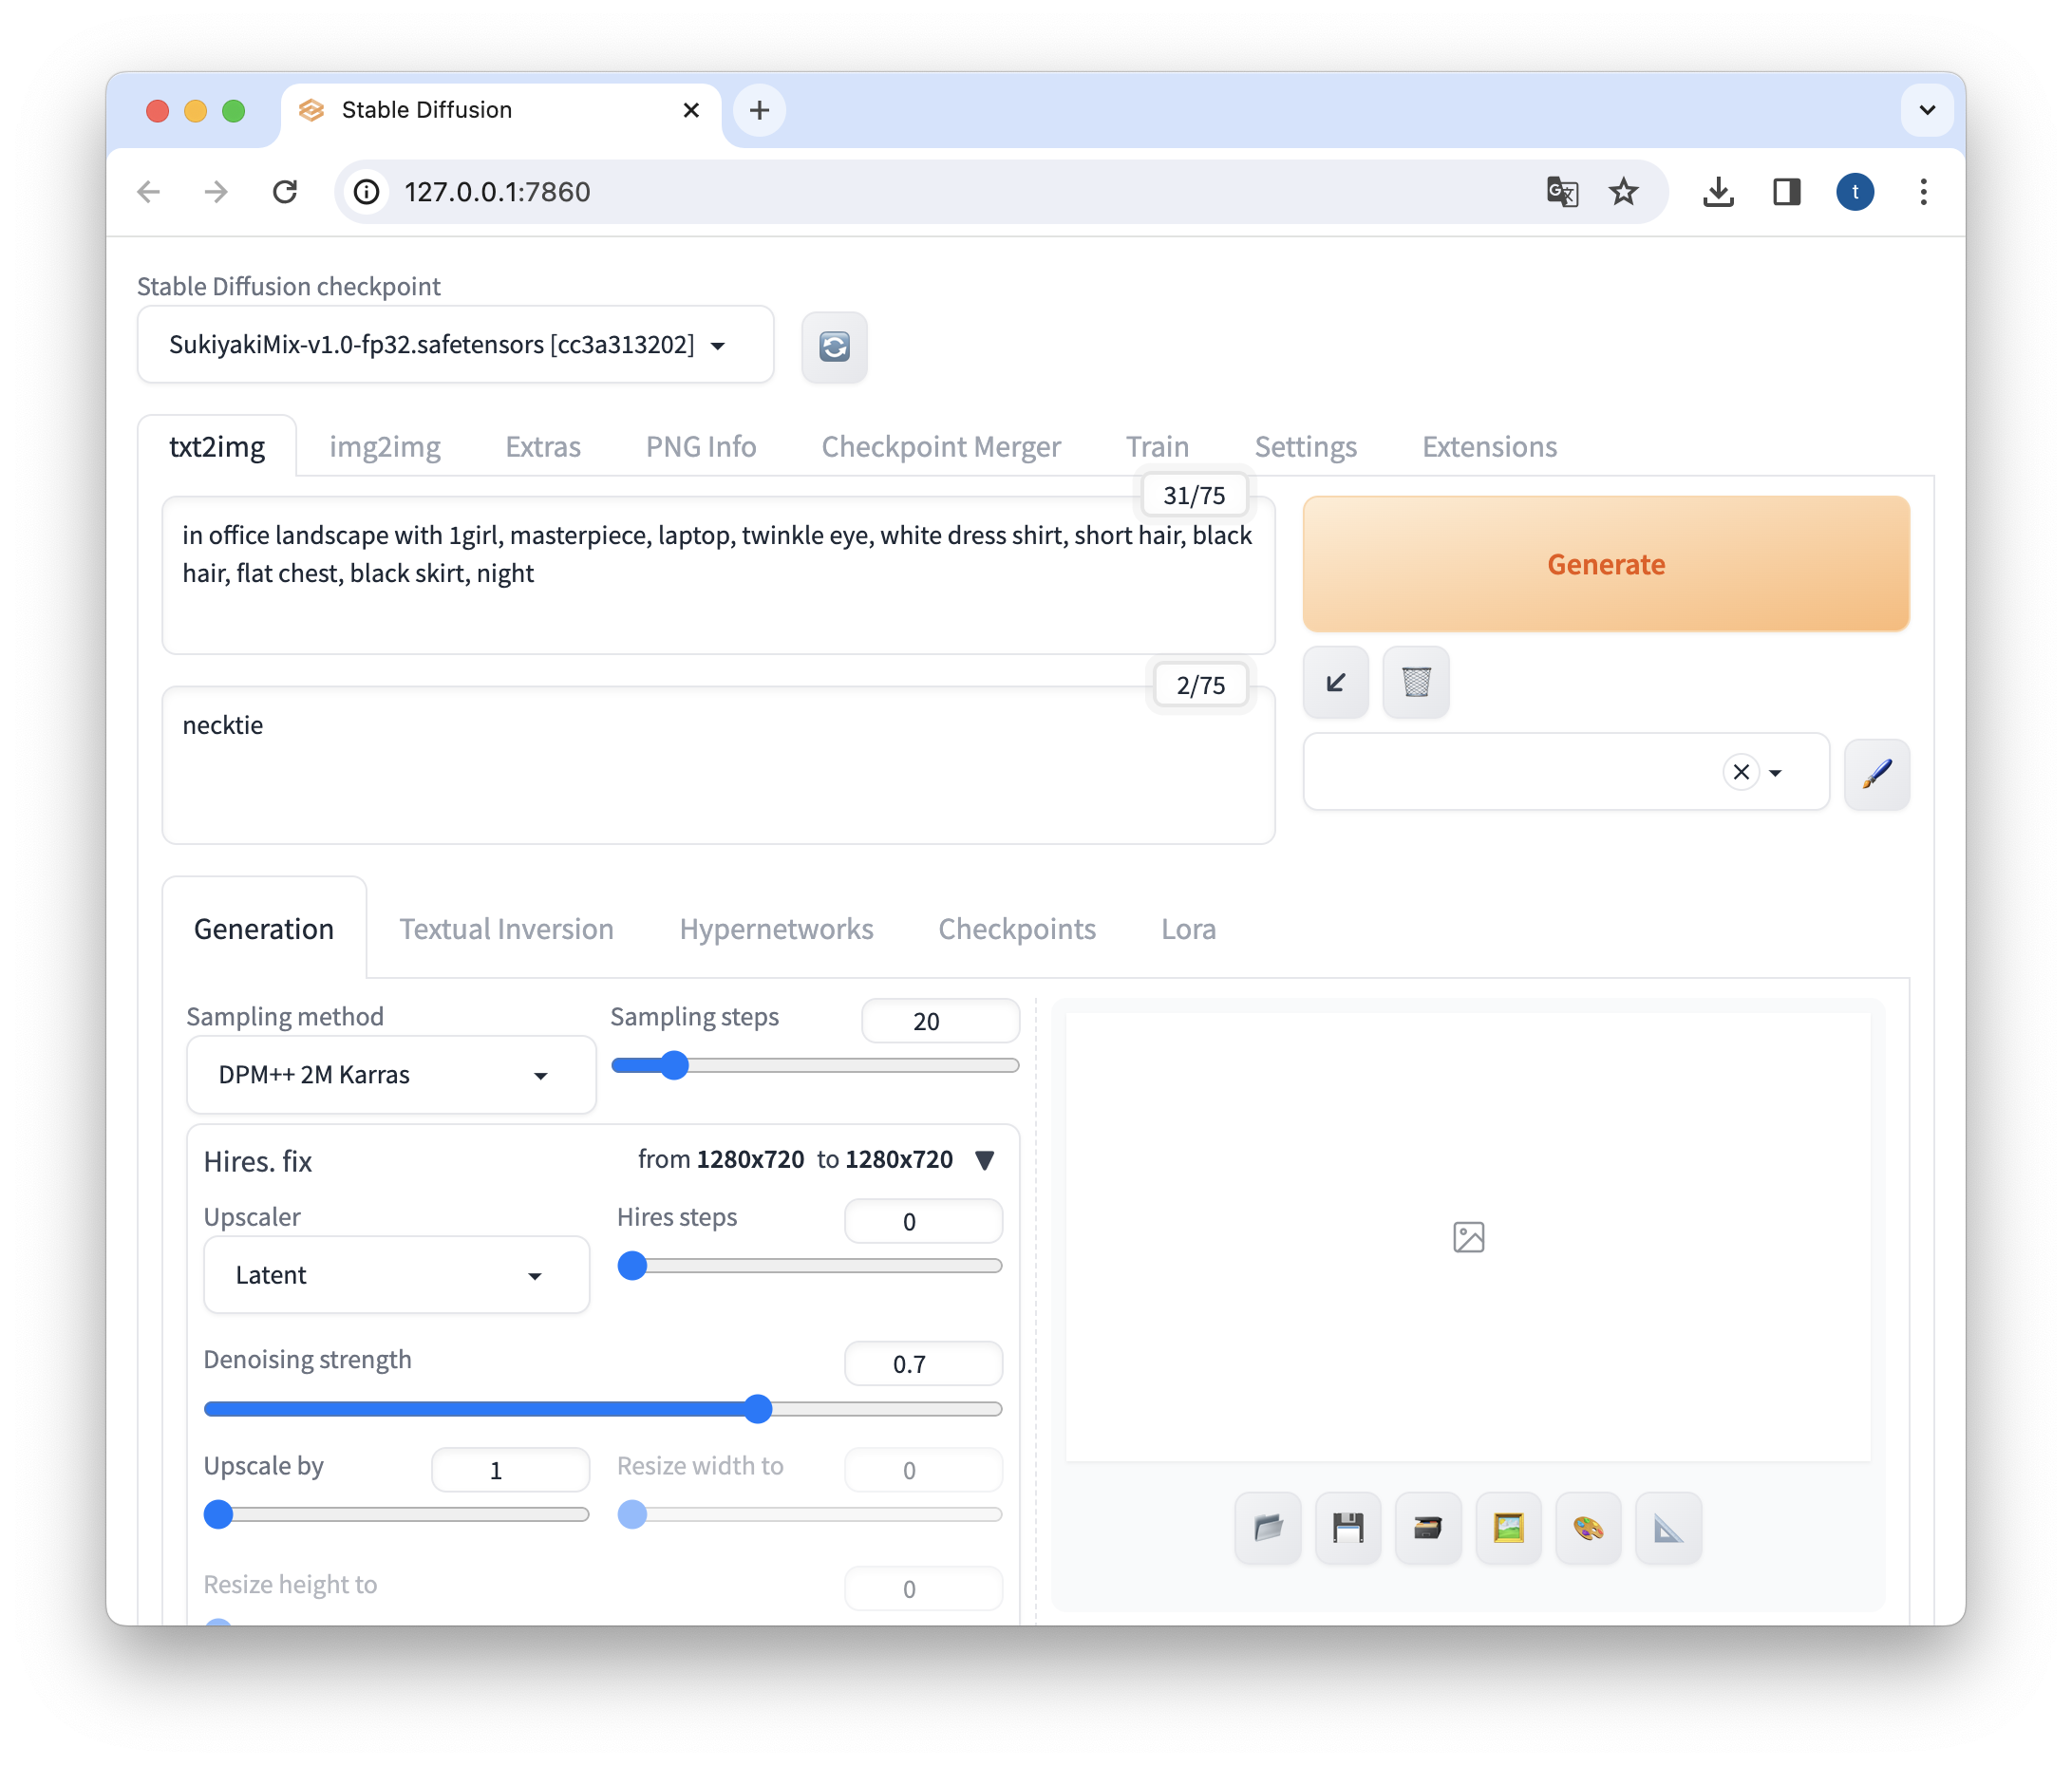 Stable Diffusion
127.0.0.1:7860
t
Stable Diffusion checkpoint
SukiyakiMix-v1.0-fp32.safetensors [cc3a313202]
txt2img img2img Extras PNG Info Checkpoint Merger Train Settings Extensions
31/75
in office landscape with 1girl, masterpiece, laptop, twinkle eye, white dress shirt, short hair, black
hair, flat chest, black skirt, night
Generate
2/75
necktie
Generation Textual Inversion Hypernetworks Checkpoints Lora
Sampling method Sampling steps 20
DPM++ 2M Karras
Hires. fix from 1280x720 to 1280x720
Upscaler Hires steps 0
Latent
Denoising strength 0.7
Upscale by 1 Resize width to 0
Resize height to 0